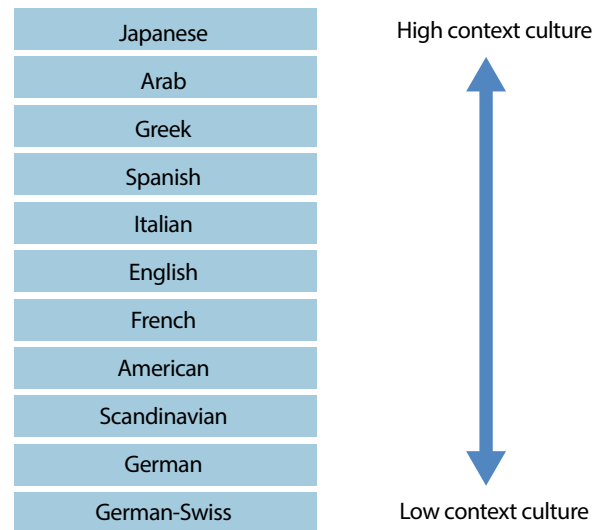 Japanese
High context culture
Arab
Greek
Spanish
Italian
English
French
American
Scandinavian
German
German-Swiss
Low context culture